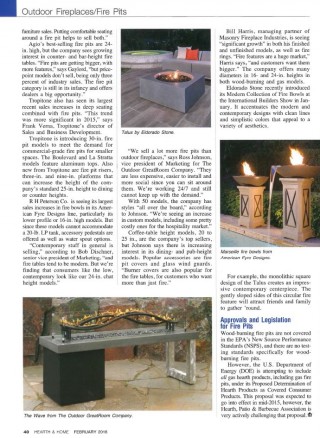 Outdoor Fireplaces/Fire Pits
furniture sales. Putting comfortable seating
around a fire pit helps to sell both."
Agio's best-selling fire pits are 24-
in. high, but the company sees growing
interest in counter- and bar-height fire
tables. "Fire pits are getting bigger, with
more features," says Gaylord, "but price-
point models don't sell, being only three
percent of industry sales. The fire pit
category is still in its infancy and offers
dealers a big opportunity."
Tropitone also has seen its largest
recent sales increases in deep seating
combined with fire pits. "This trend
was more significant in 2015," says
Frank Verna, Tropitone's director of
Sales and Business Development.
Tropitone is introducing 30-in. fire
pit models to meet the demand for
commercial-grade fire pits for smaller
spaces. The Boulevard and La Stratta
models feature aluminum tops. Also
new from Tropitone are fire pit risers,
three-in. and nine-in. platforms that
can increase the height of the com-
pany's standard 25-in. height to dining
or counter heights.
R H Peterson Co. is seeing its largest
sales increases in fire bowls in its Amer-
ican Fyre Designs line, particularly its
lower profile or 16-in. high models. But
since these models cannot accommodate
a 20-lb. LP tank, accessory pedestals are
offered as well as water spout options.
"Contemporary staff in general is
selling," according to Bob Dischner,
senior vice president of Marketing, "and
fire tables tend to be modern. But we're
finding that consumers like the low,
contemporary look like our 24-in. chat
height models."
Tulus by Eldorado Stone.
"We sell a lot more fire pits than
outdoor fireplaces," says Ross Johnson,
vice president of Marketing for The
Outdoor GreatRoom Company. "They
are less expensive, easier to install and
more social since you can sit around
them. We're working 24/7 and still
cannot keep up with the demand."
With 50 models, the company has
styles "all over the board," according
to Johnson. "We're seeing an increase
in custom models, including some pretty
costly ones for the hospitality market."
Coffee-table height models, 20 to
25 in., are the company's top sellers,
but Johnson says there is increasing
interest in its dining- and pub-height
models. Popular accessories are fire
pit covers and glass wind guards.
"Burner covers are also popular for
the fire tables, for customers who want
more than just fire."
Bill Harris, managing partner of
Masonry Fireplace Industries, is seeing
"significant growth" in both his finished
and unfinished models, as well as fire
rings. "Fire features are a huge market,"
Harris says, "and customers want them
bigger." The company offers many
diameters in 16- and 24-in. heights in
both wood-burning and gas models.
Eldorado Stone recently introduced
its Modern Collection of Fire Bowls at
the International Builders Show in Jan-
uary. It accentuates the modern and
contemporary designs with clean lines
and simplistic colors that appeal to a
variety of aesthetics.
Marseille fire bowls from
American Fyre Designs.
For example, the monolithic square
design of the Tulus creates an impres-
sive contemporary centerpiece. The
gently sloped sides of this circular fire
feature will attract friends and family
to gather 'round.
Approvals and Legislation
for Fire Pits
Wood-burning fire pits are not covered
in the EPA's New Source Performance
Standards (NSPS), and there are no test-
ing standards specifically for wood-
burning fire pits.
However, the U.S. Department of
Energy (DOE) is attempting to include
all gas hearth products, including gas fire
pits, under its Proposed Determination of
Hearth Products as Covered Consumer
Products. This proposal was expected to
go into effect in mid-2015, however, the
Hearth, Patio & Barbecue Association is
very actively challenging that proposal
The Wave from The Outdoor GreatRoom Company.
46 HEARTH & HOME FEBRUARY 2016